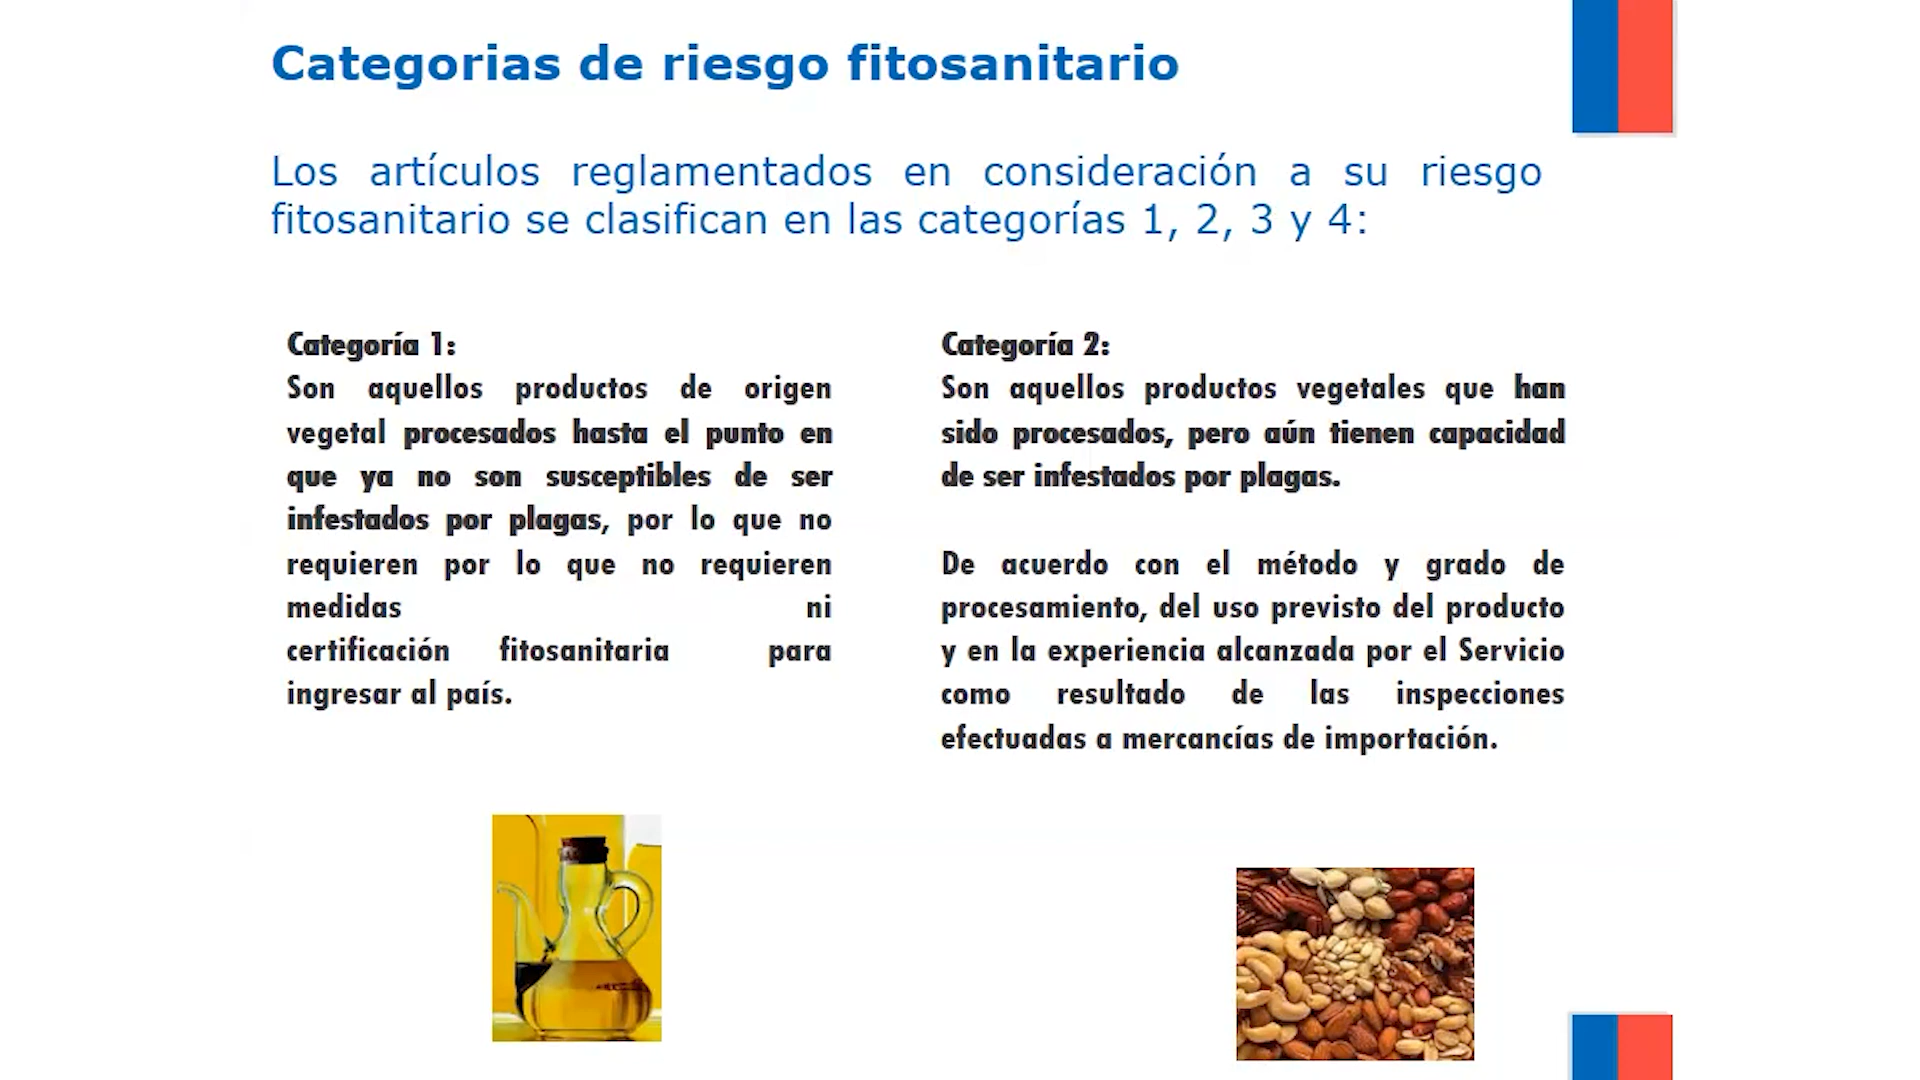 Categorias de riesgo fitosanitario
Los artículos reglamentados en consideración a su riesgo
fitosanitario se clasifican en las categorías 1, 2, 3 y 4:
Categoría 1:
Son aquellos productos de origen
vegetal procesados hasta el punto en
que ya no son susceptibles de ser
infestados por plagas, por lo que no
requieren por lo que no requieren
medidas ni
certificación fitosanitaria para
ingresar al país.
Categoría 2:
Son aquellos productos vegetales que han
sido procesados, pero aún tienen capacidad
de ser infestados por plagas.
De acuerdo con el método y grado de
procesamiento, del uso previsto del producto
y en la experiencia alcanzada por el Servicio
como resultado de las inspecciones
efectuadas a mercancías de importación.